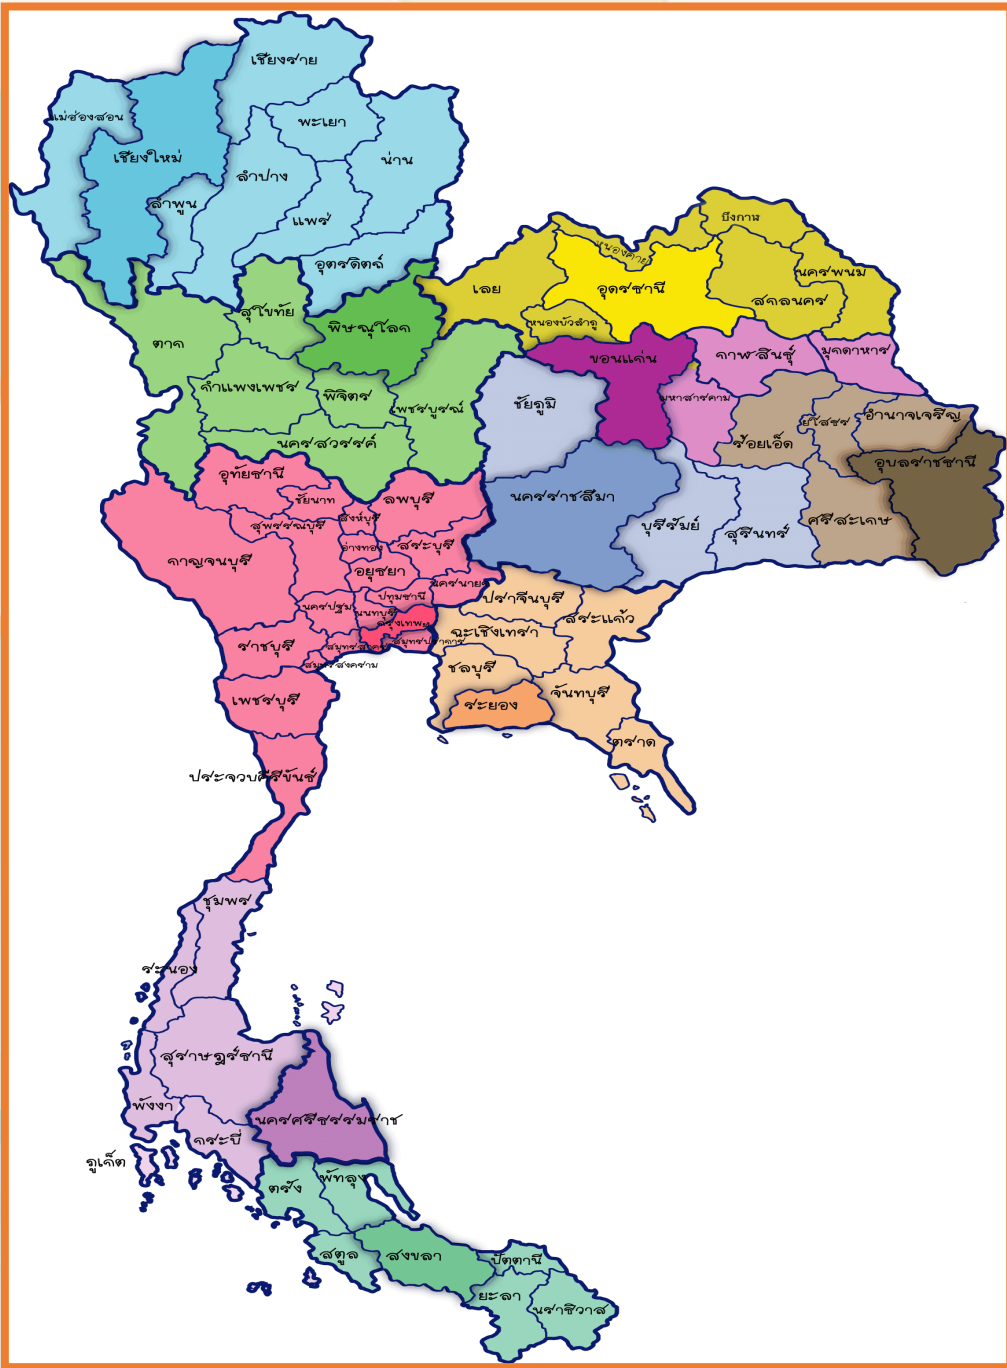 เชียงราย
แม่ฮ่องสอน
พะเยา
เชียงใหม่
น่าน
ลำปาง
ลำพูน
แพร่
อุตรดิตถ์
บึงกาฬ
หนองคาย
นครพนม
เลย
อุดรธานี
สกลนคร
หนองบัวลำภู
สุโขทัย
พิษณุโลก
ตาก
ขอนแก่น
กาฬสินธุ์
มุกดาหาร
กำแพงเพชร
พิจิตร
เพชรบูรณ์
ชัยภูมิ
มหาสารคาม
นครสวรรค์
ร้อยเอ็ด
ยโสธร
อำนาจเจริญ
อุบลราชธานี
อุทัยธานี
ชัยนาท
ลพบุรี
นครราชสีมา
สุพรรณบุรี
สิงห์บุรี
บุรีรัมย์
สุรินทร์
ศรีสะเกษ
กาญจนบุรี
อ่างทอง
สระบุรี
อยุธยา
นครนายก
ปทุมธานี
ปราจีนบุรี
นครปฐม
นนทบุรี
กรุงเทพฯ
สระแก้ว
ฉะเชิงเทรา
ราชบุรี
สมุทรสาคร
สมุทรปราการ
สมุทรสงคราม
ชลบุรี
เพชรบุรี
ระยอง
จันทบุรี
ตราด
ประจวบคีรีขันธ์
ชุมพร
ระนอง
สุราษฎร์ธานี
พังงา
นครศรีธรรมราช
กระบี่
ภูเก็ต
ตรัง
พัทลุง
สตูล
สงขลา
ปัตตานี
ยะลา
นราธิวาส